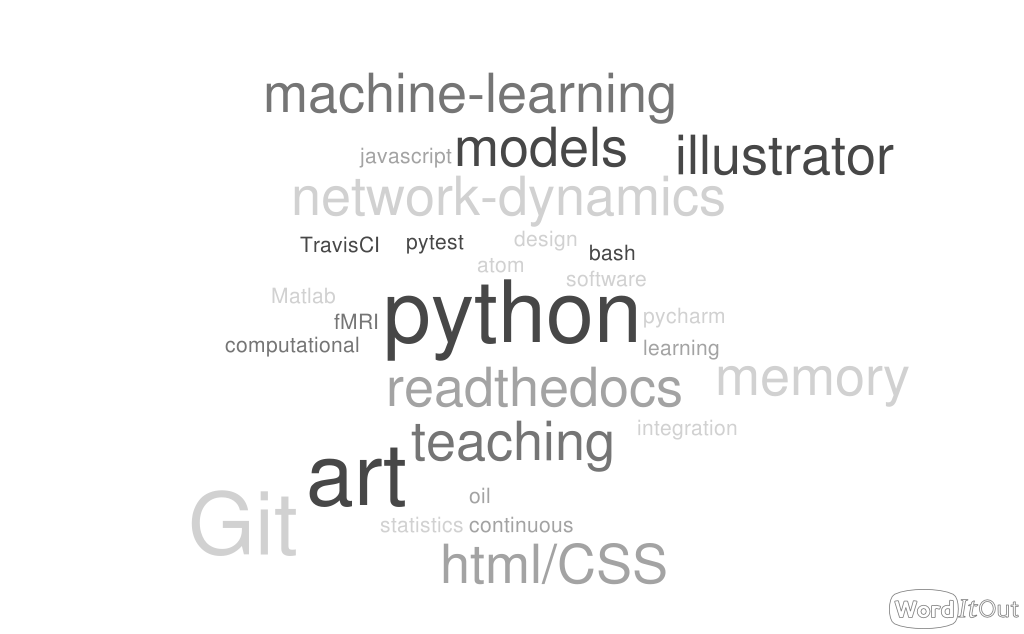 machine-learning
javascript models illustrator
network-dynamics
TravisCI pytest design bash
atom software
Matlab python pycharm
fMRI
computational learning
readthedocs memory
teaching integration
art
oil
Git statistics continuous
html/CSS
WordItOut